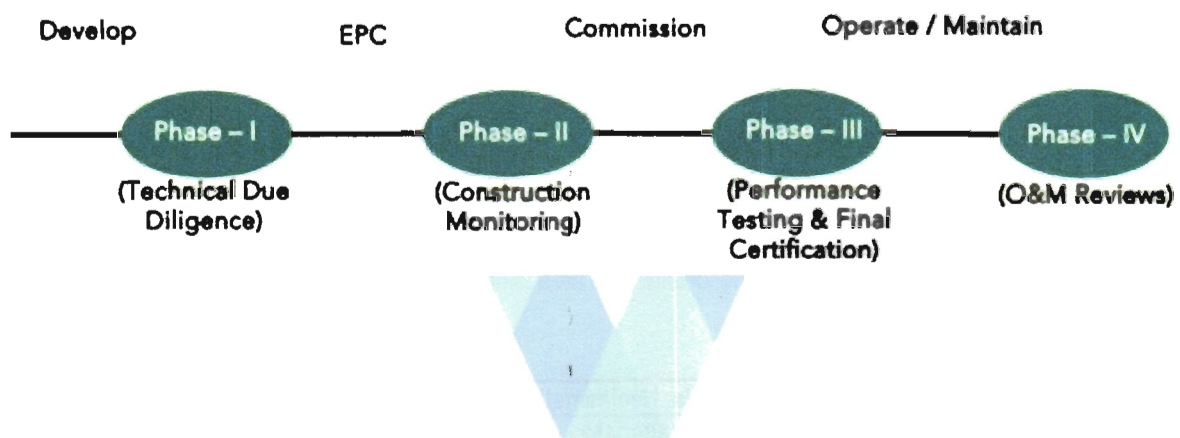 Develop EPC Commission Operate / Maintain
Phase – I Phase – II Phase – III Phase – IV
(Technical Due (Construction (Performance (O&M Reviews)
Diligence) Monitoring) Testing & Final
Certification)